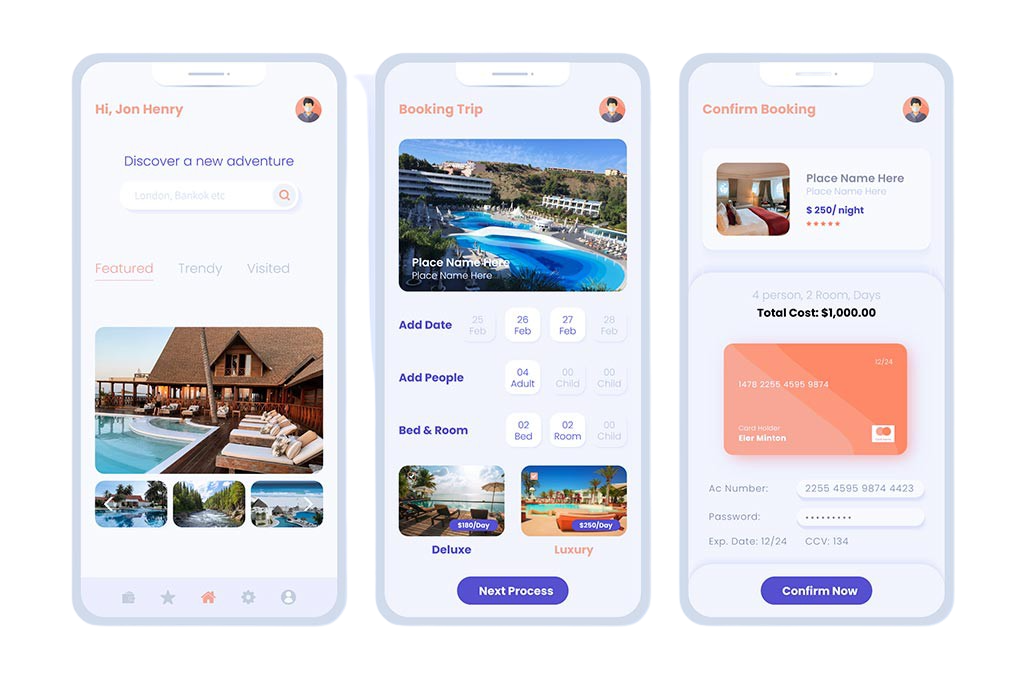 Hi, Jon Henry
Discover a new adventure
London, Bankok etc
Featured Trendy Visited
Booking Trip
Place Name Here
Place Name Here
Add Date 25 Feb 26 Feb 27 Feb 28 Feb
Add People 04 Adult 00 Child 00 Child
Bed & Room 02 Bed 02 Room 00 Child
$180/Day $250/Day
Deluxe Luxury
Next Process
Confirm Booking
Place Name Here
Place Name Here
$ 250/ night
4 person, 2 Room, Days
Total Cost: $1,000.00
12/24
1478 2255 4595 9874
Card Holder
Eier Minton
Ac Number: 2255 4595 9874 4423
Password: •••••••••
Exp. Date: 12/24 CCV: 134
Confirm Now